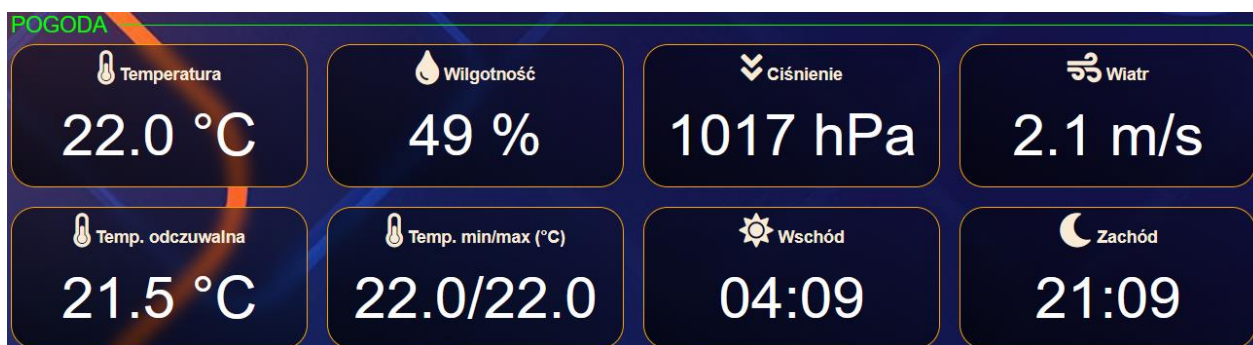 POGODA
Temperatura
22.0 °C
Wilgotność
49 %
Ciśnienie
1017 hPa
Wiatr
2.1 m/s
Temp. odczuwalna
21.5 °C
Temp. min/max (°C)
22.0/22.0
Wschód
04:09
Zachód
21:09